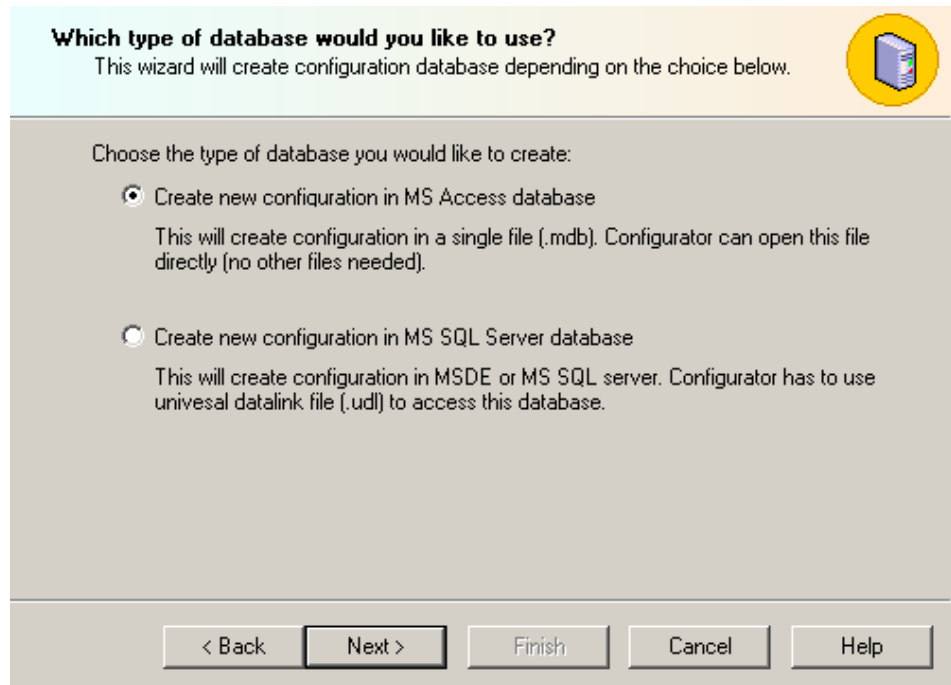 Which type of database would you like to use?
This wizard will create configuration database depending on the choice below.
Choose the type of database you would like to create:
Create new configuration in MS Access database
This will create configuration in a single file (.mdb). Configurator can open this file
directly (no other files needed).
Create new configuration in MS SQL Server database
This will create configuration in MSDE or MS SQL server. Configurator has to use
univesal datalink file (.udl) to access this database.
< Back Next > Finish Cancel Help